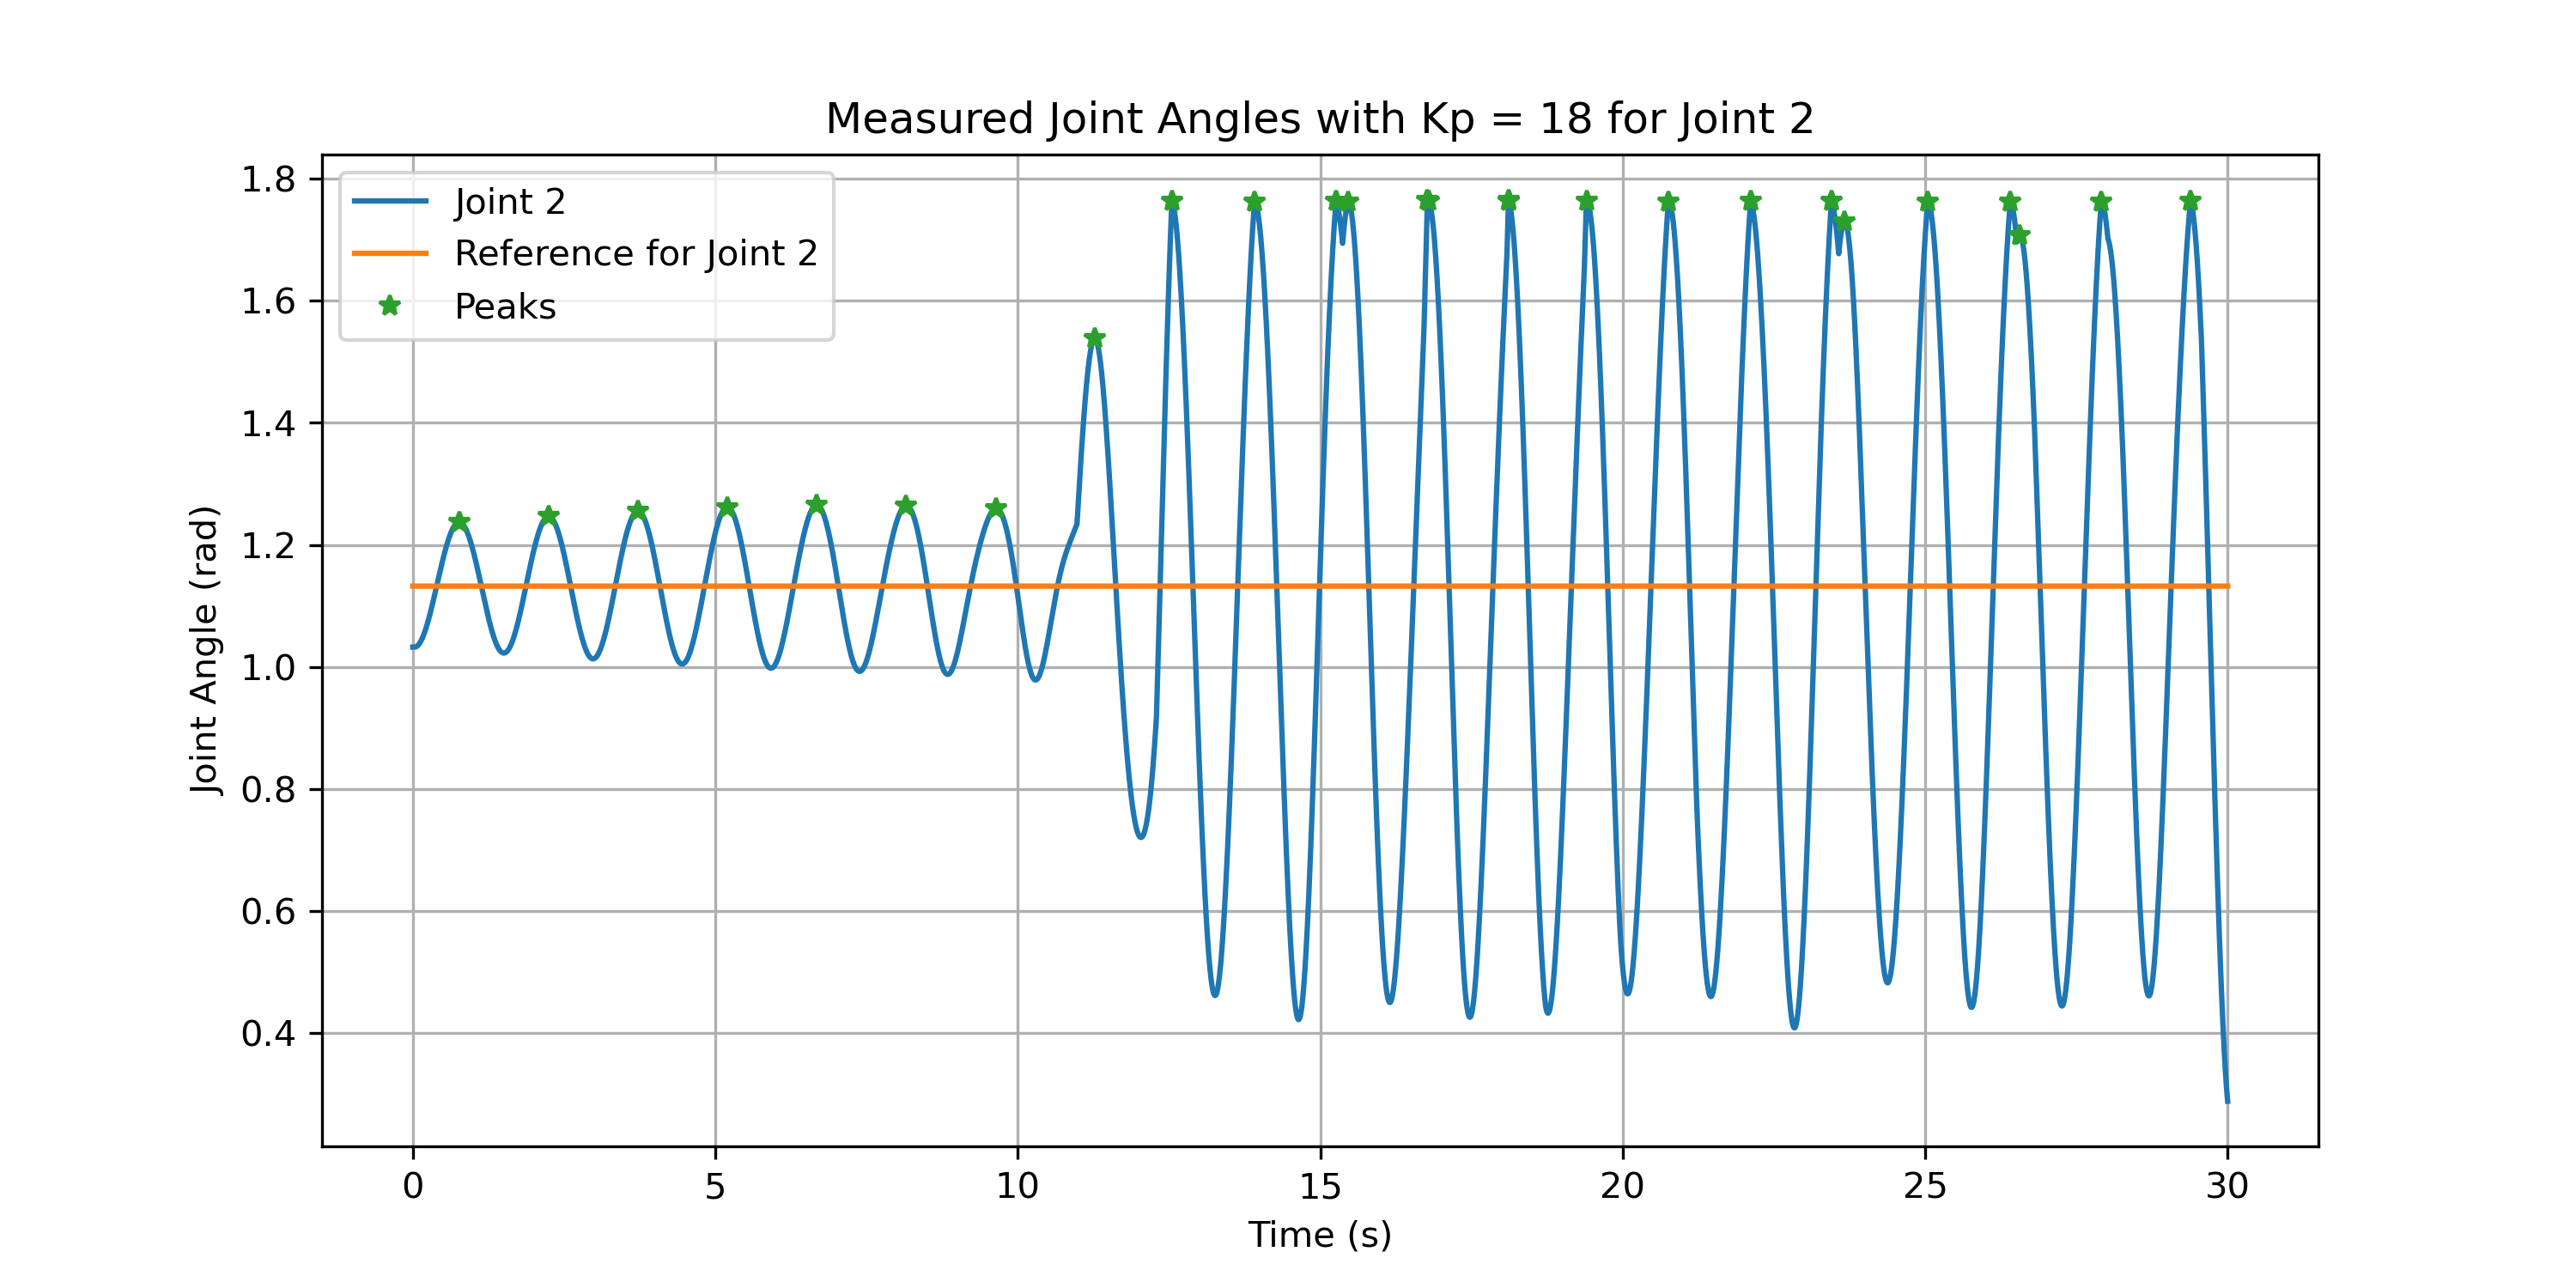 Measured Joint Angles with Kp = 18 for Joint 2
Joint 2
Reference for Joint 2
Peaks
Joint Angle (rad)
1.8
1.6
1.4
1.2
1.0
0.8
0.6
0.4
0 5 10 15 20 25 30
Time (s)